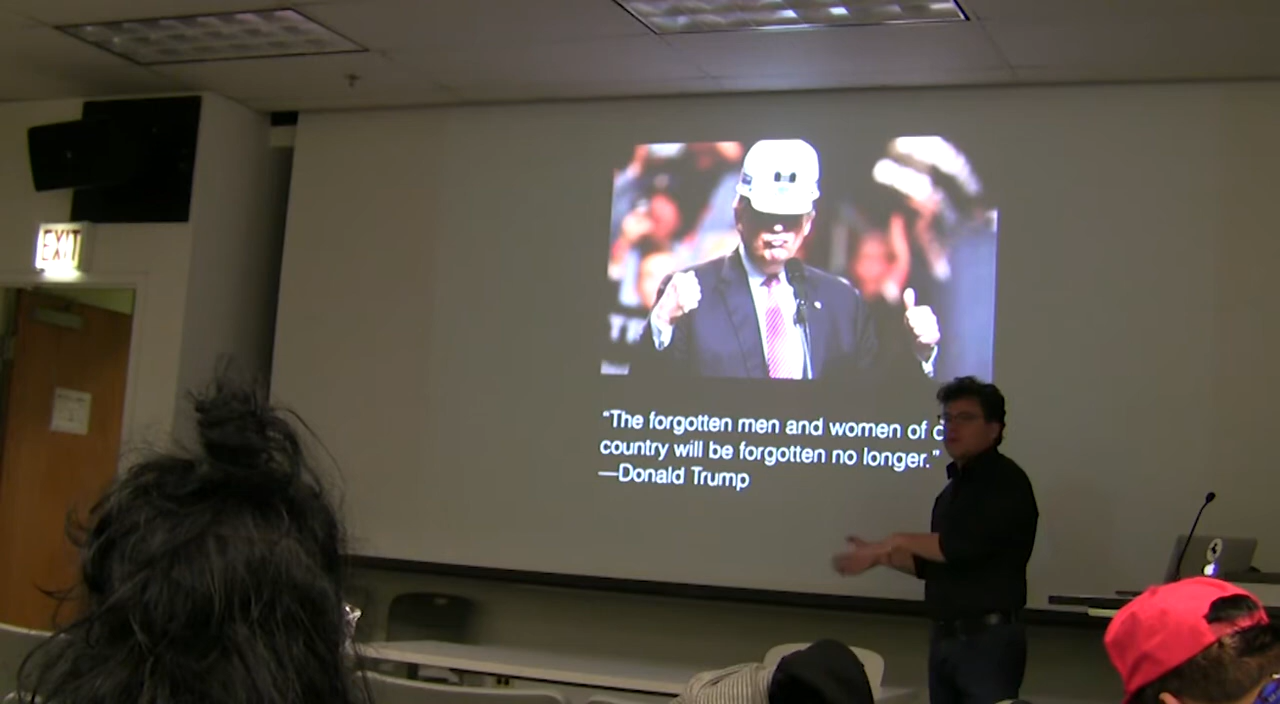 EXIT
“The forgotten men and women of
country will be forgotten no longer.”
—Donald Trump